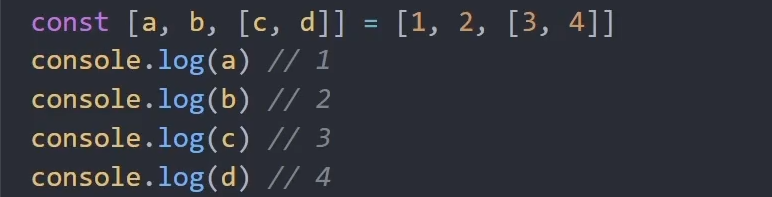 const [a, b, [c, d]] = [1, 2, [3, 4]]
console.log(a) // 1
console.log(b) // 2
console.log(c) // 3
console.log(d) // 4